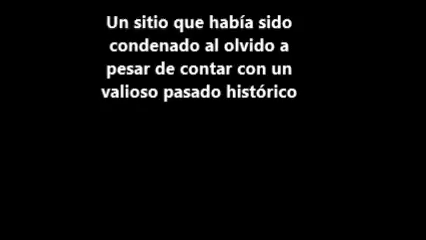 Un sitio que había sido
condenado al olvido a
pesar de contar con un
valioso pasado histórico